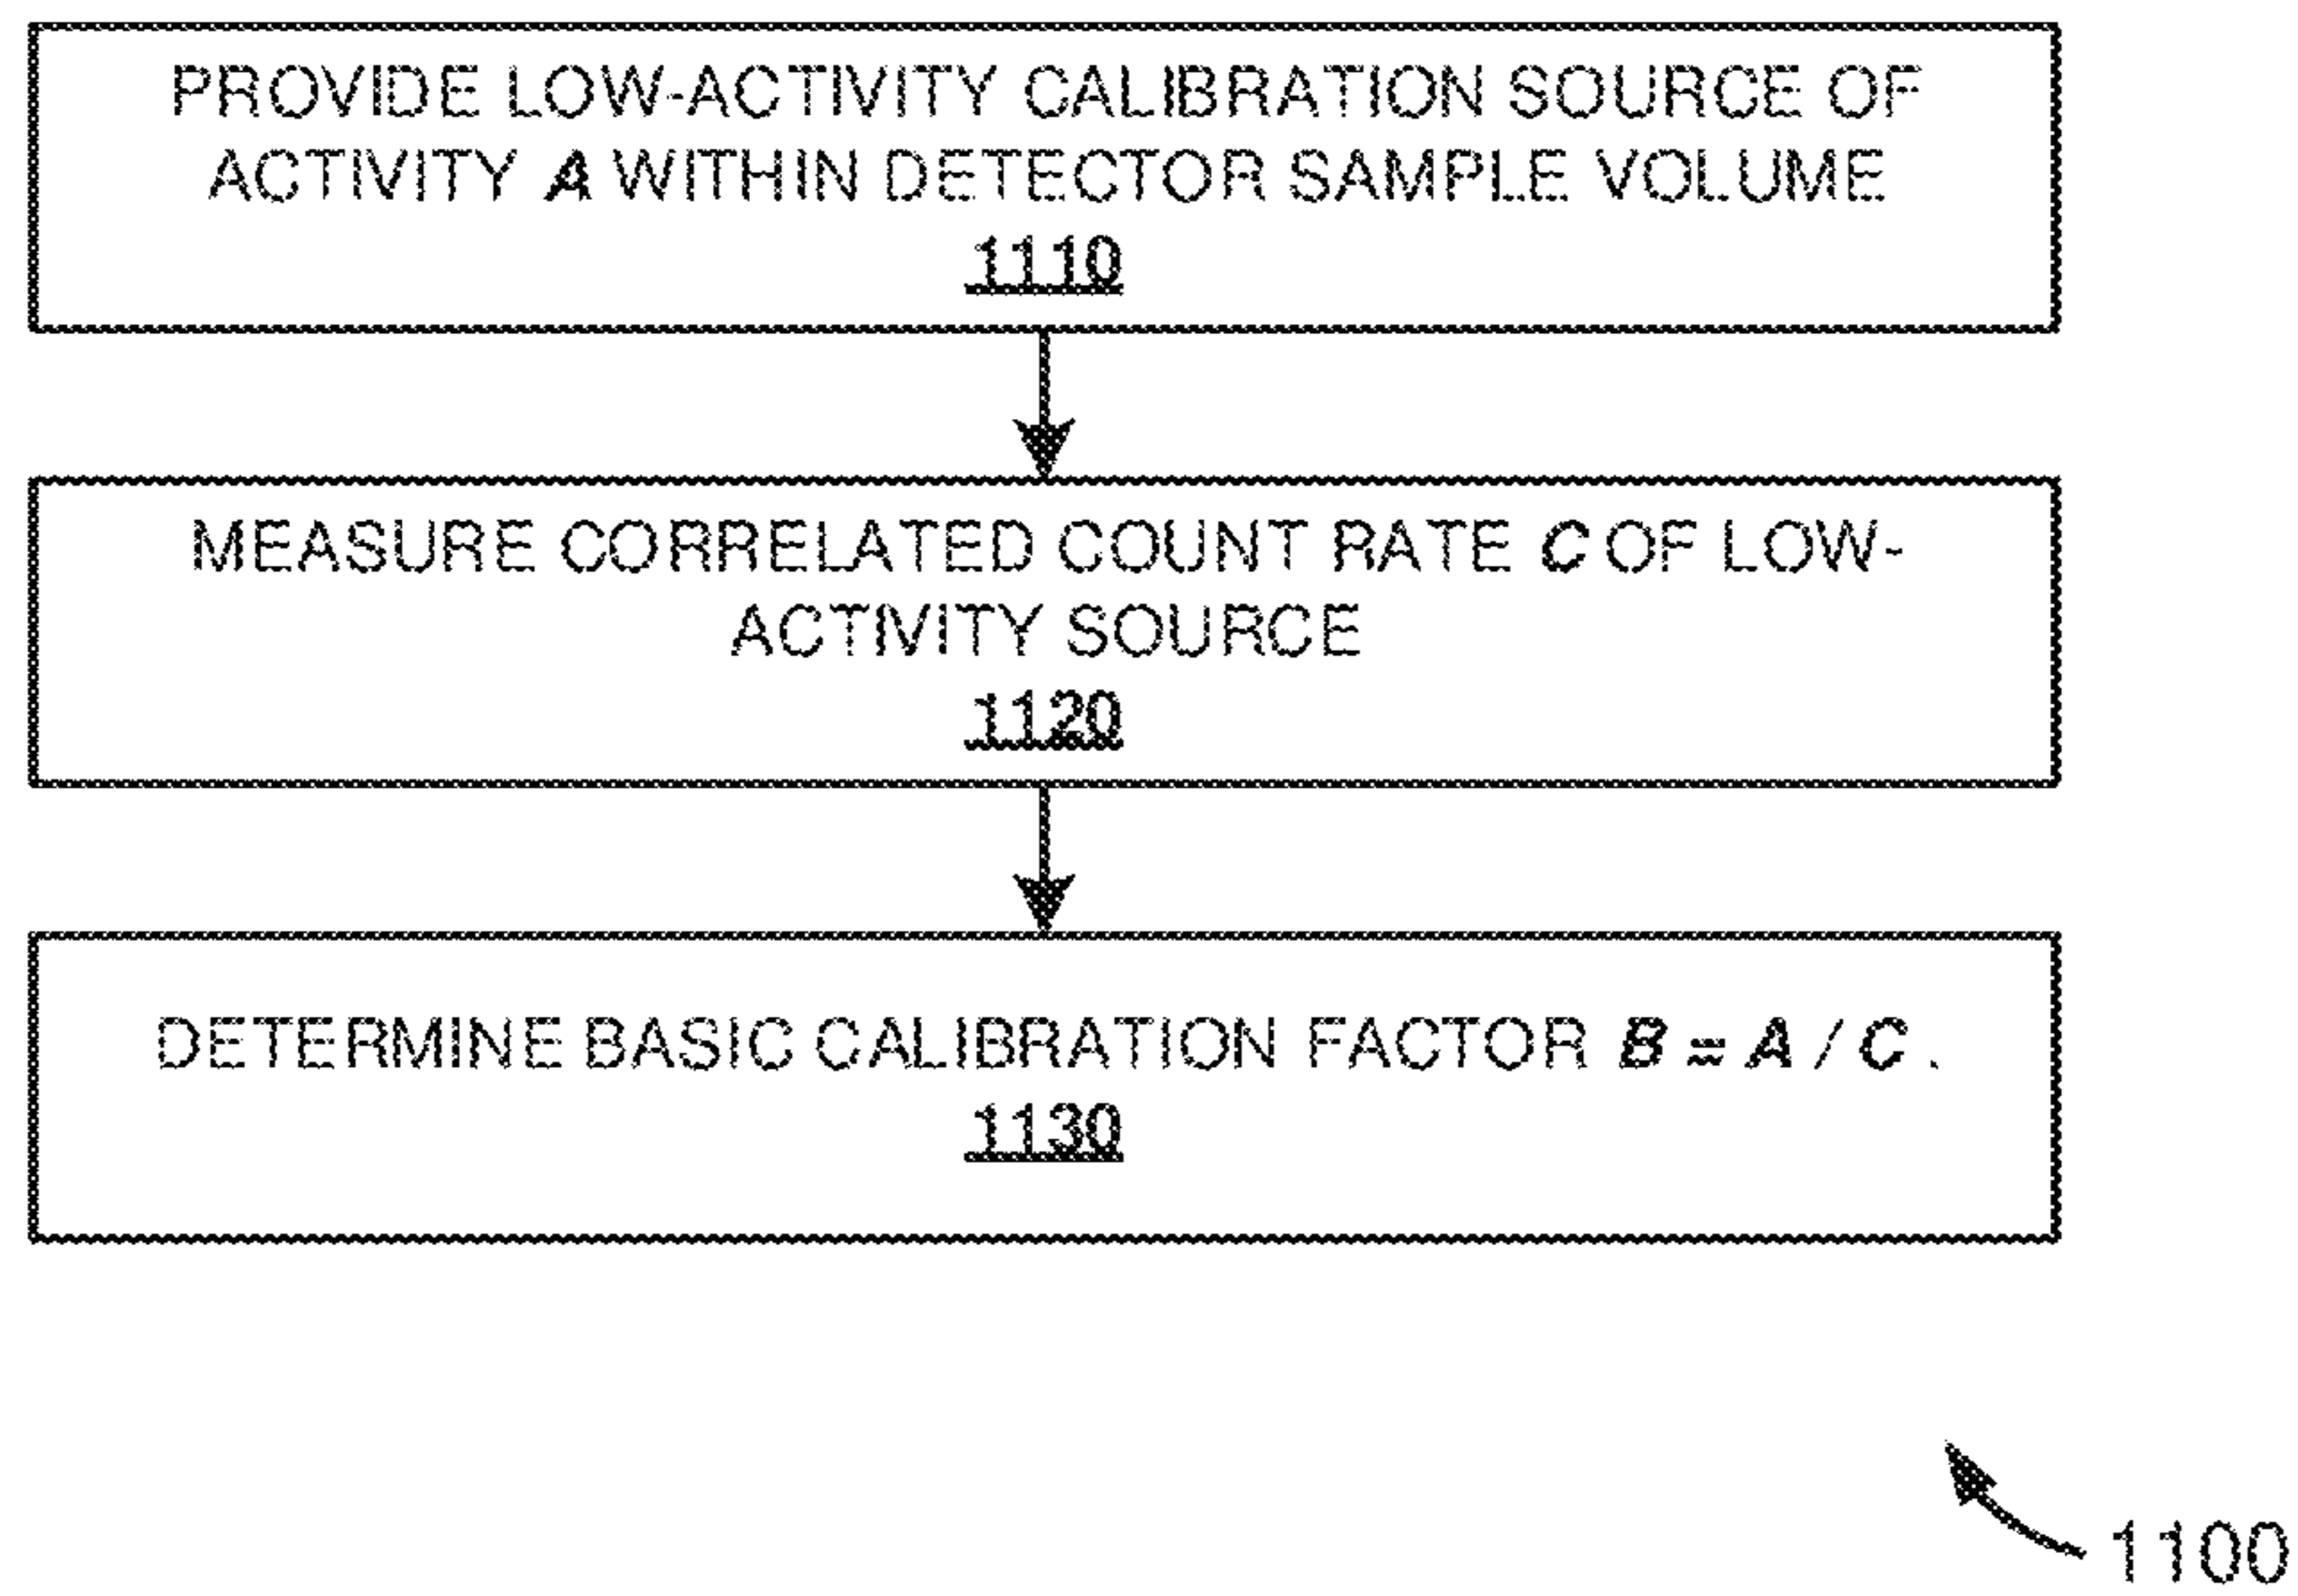 PROVIDE LOW-ACTIVITY CALIBRATION SOURCE OF
ACTIVITY A WITHIN DETECTOR SAMPLE VOLUME
1110
MEASURE CORRELATED COUNT RATE C OF LOW-
ACTIVITY SOURCE
1120
DETERMINE BASIC CALIBRATION FACTOR B = A / C .
1130
1100